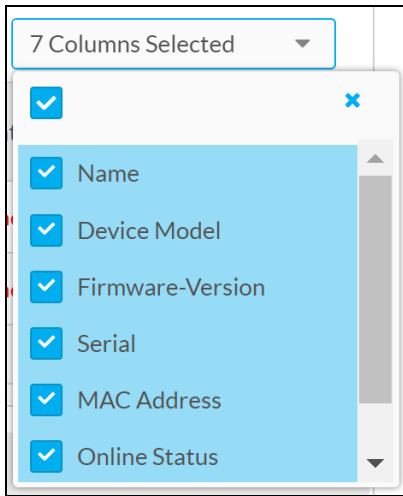 7 Columns Selected
Name
Device Model
Firmware-Version
Serial
MAC Address
Online Status